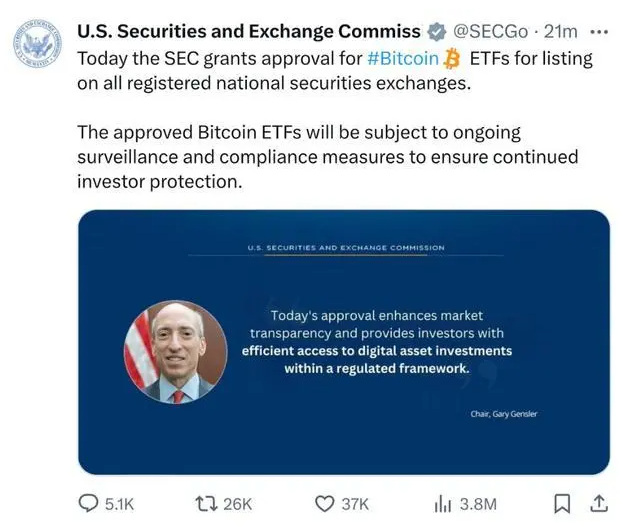 U.S. Securities and Exchange Commiss @SECGo · 21m
Today the SEC grants approval for #Bitcoin ETFs for listing
on all registered national securities exchanges.
The approved Bitcoin ETFs will be subject to ongoing
surveillance and compliance measures to ensure continued
investor protection.
U.S. SECURITIES AND EXCHANGE COMMISSION
Today's approval enhances market
transparency and provides investors with
efficient access to digital asset investments
within a regulated framework.
Chair, Gary Gensler
5.1K 26K 37K 3.8M